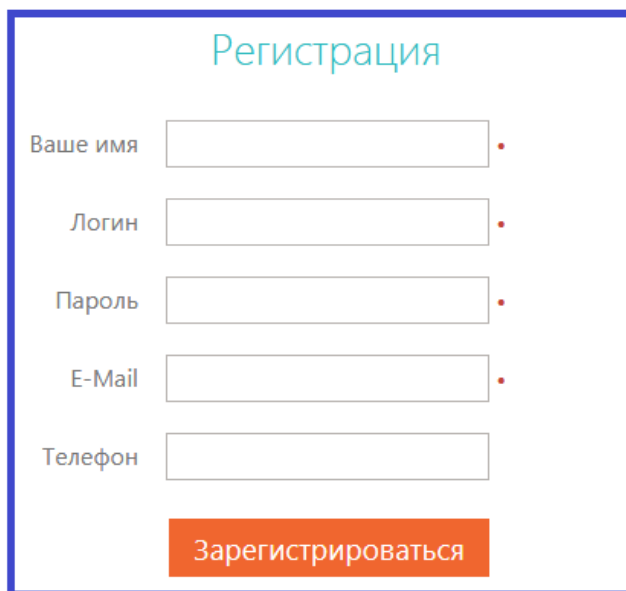 Регистрация
Ваше имя
Логин
Пароль
E-Mail
Телефон
Зарегистрироваться